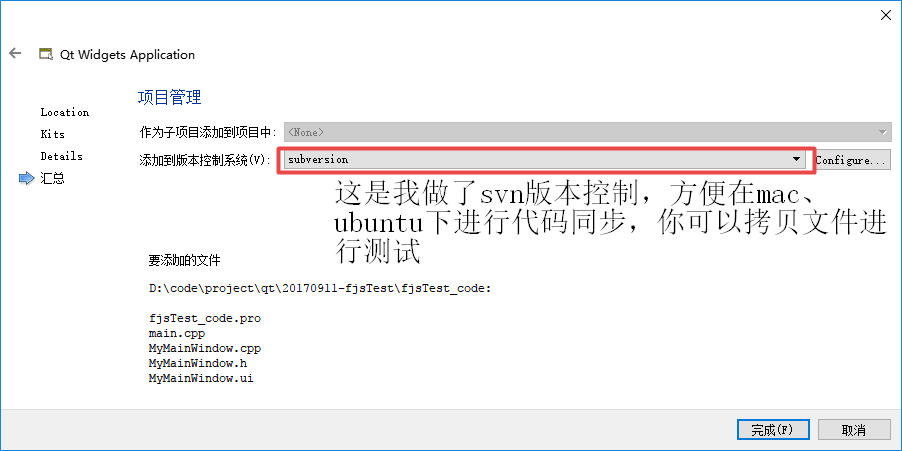 Qt Widgets Application
项目管理
Location
Kits
Details
汇总
作为子项目添加到项目中: <None>
添加到版本控制系统(V): subversion Configure...
这是我做了svn版本控制，方便在mac、
ubuntu下进行代码同步，你可以拷贝文件进
行测试
要添加的文件
D:\code\project\qt\20170911-fjsTest\fjsTest_code:
fjsTest_code.pro
main.cpp
MyMainWindow.cpp
MyMainWindow.h
MyMainWindow.ui
完成(F) 取消